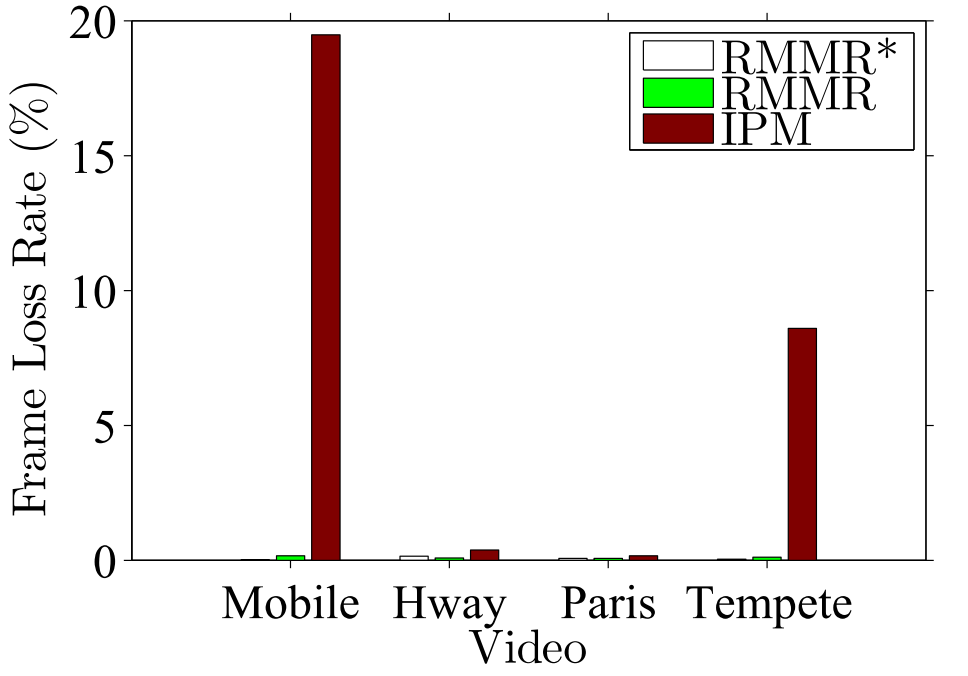 20
15
10
5
0
Frame Loss Rate (%)
RMMR*
RMMR
IPM
Mobile Hway Paris Tempete
Video